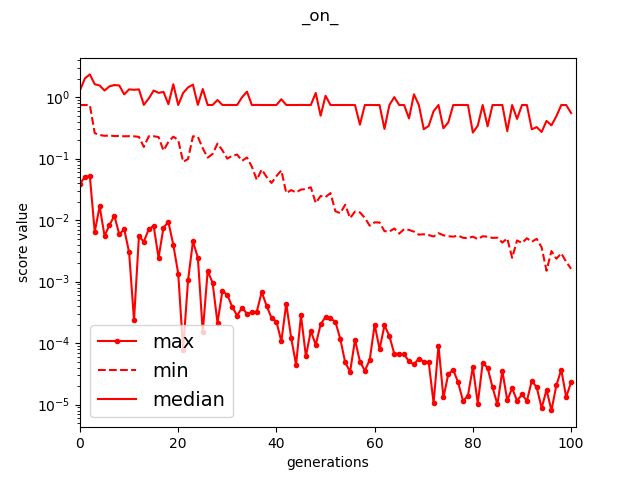 _on_
score value
10⁰
10⁻¹
10⁻²
10⁻³
10⁻⁴
10⁻⁵
max
min
median
0 20 40 60 80 100
generations